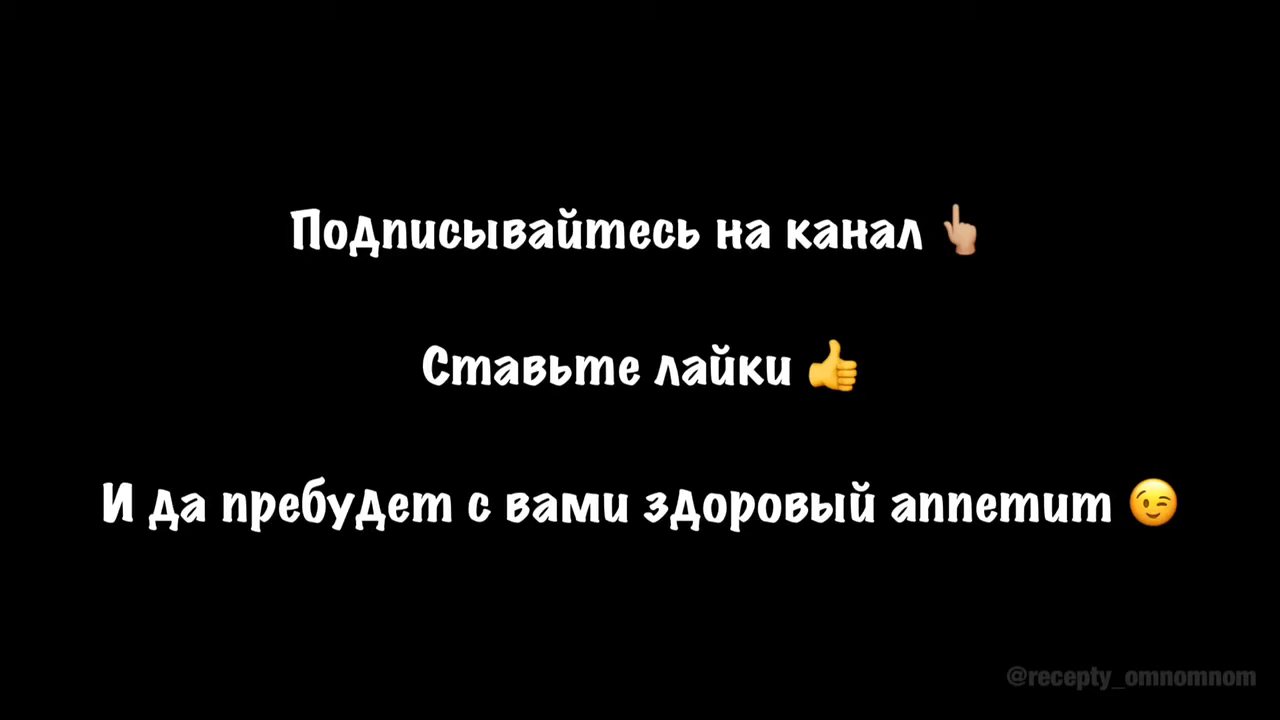 Подписывайтесь на канал 👆🏼
Ставьте лайки 👍
И да пребудет с вами здоровый аппетит 😉
@recepty_omnomnom